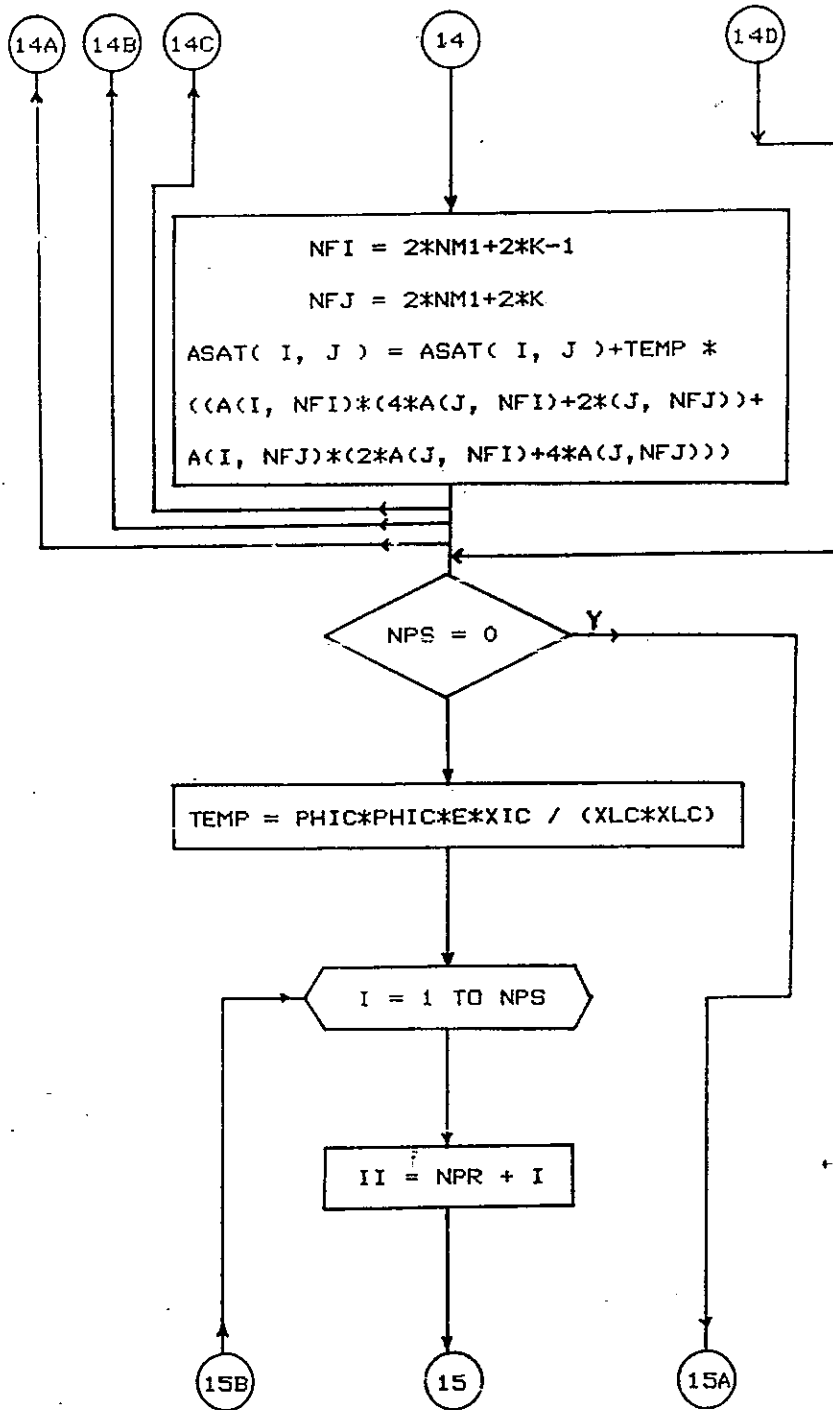 14A 14B 14C 14 14D
NFI = 2*NM1+2*K-1
NFJ = 2*NM1+2*K
ASAT( I, J ) = ASAT( I, J )+TEMP *
((A(I, NFI)*(4*A(J, NFI)+2*(J, NFJ))+
A(I, NFJ)*(2*A(J, NFI)+4*A(J,NFJ)))
NPS = 0
Y
TEMP = PHIC*PHIC*E*XIC / (XLC*XLC)
I = 1 TO NPS
II = NPR + I
15B 15 15A